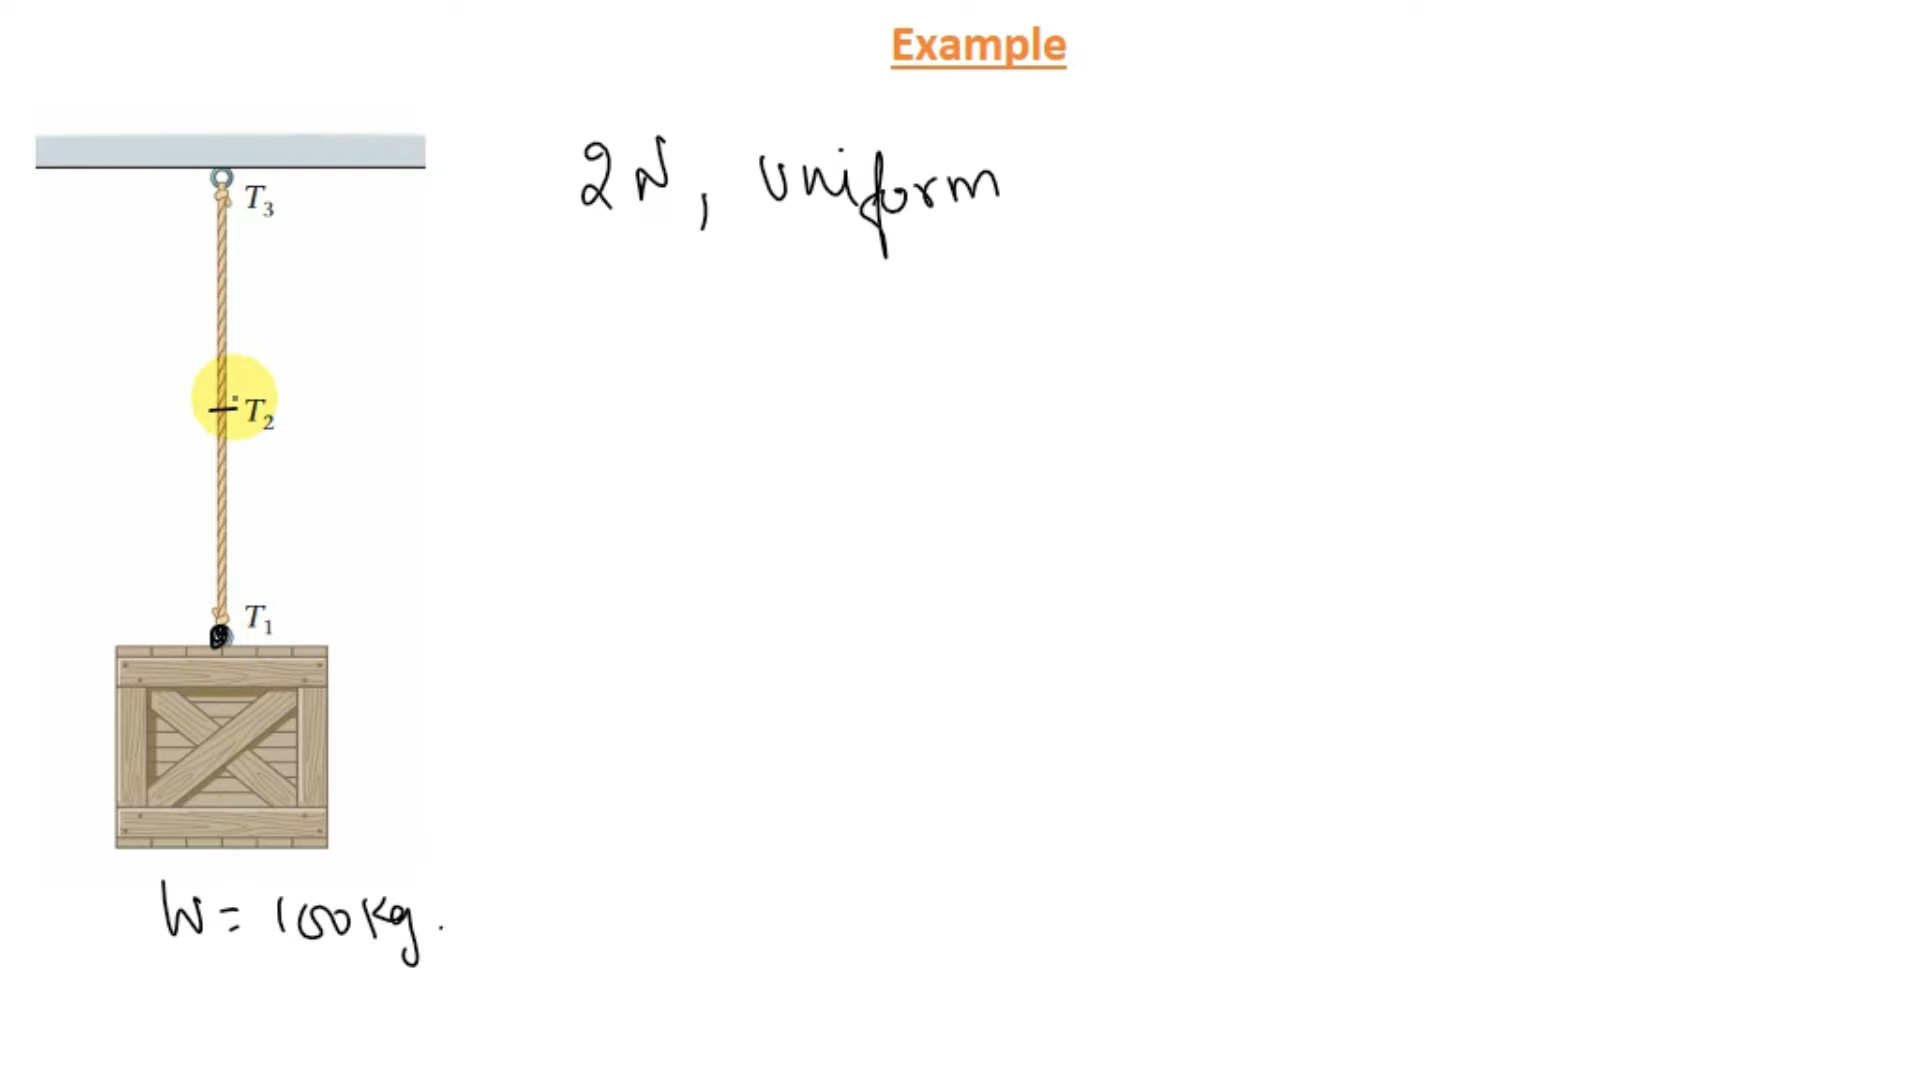 Example
2N, uniform
T3
T2
T1
W = 100kg.